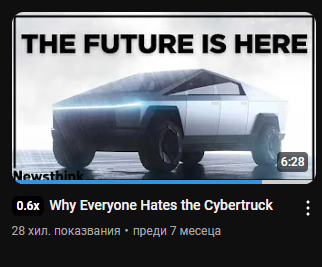 THE FUTURE IS HERE
6:28
Newsthink
0.6x Why Everyone Hates the Cybertruck
28 хил. показвания • преди 7 месеца